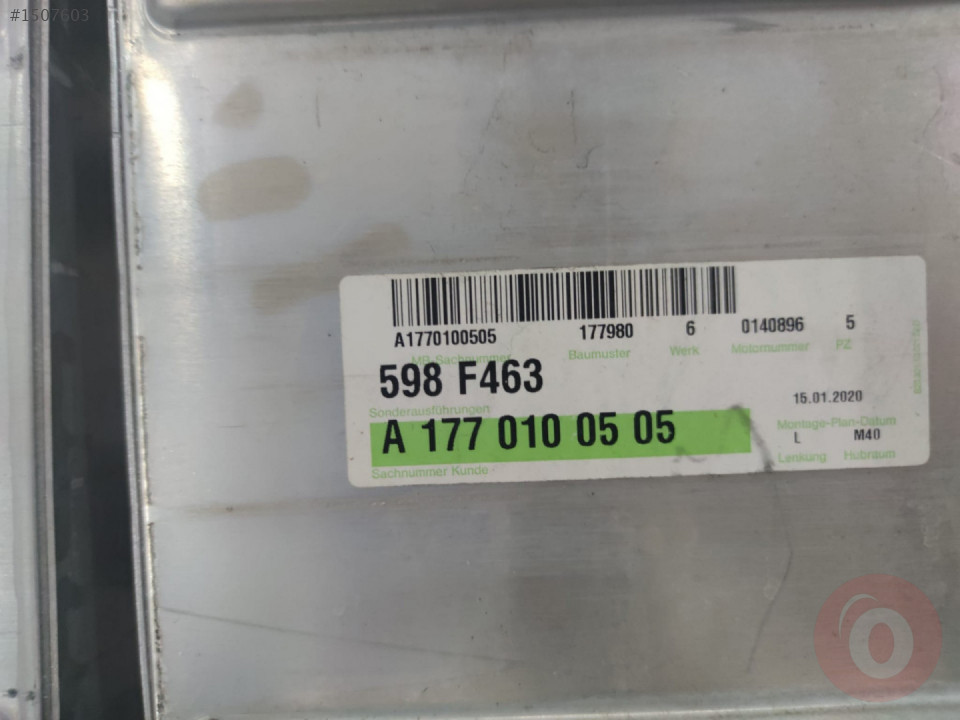 #1507603
A1770100505 177980 6 0140896 5
MB-Sachnummer Baumuster Werk Motornummer PZ
598 F463
15.01.2020
Sonderausführungen
Montage-Plan-Datum
A 177 010 05 05
L M40
Sachnummer Kunde Lenkung Hubraum